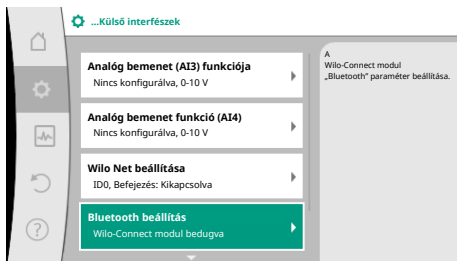 ...Külső interfészek
Analóg bemenet (AI3) funkciója
Nincs konfigurálva, 0-10 V
Analóg bemenet funkció (AI4)
Nincs konfigurálva, 0-10 V
Wilo Net beállítása
ID0, Befejezés: Kikapcsolva
Bluetooth beállítás
Wilo-Connect modul bedugva
A
Wilo-Connect modul
„Bluetooth” paraméter beállítása.
?